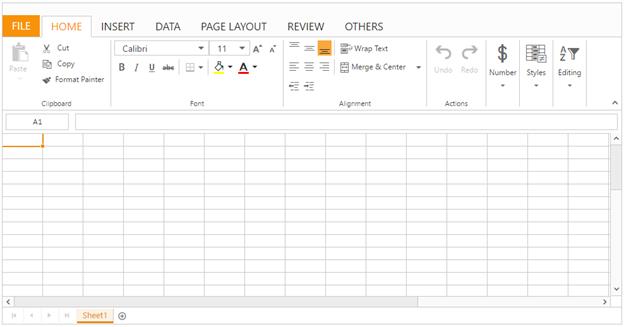 FILE HOME INSERT DATA PAGE LAYOUT REVIEW OTHERS
Paste
Cut
Copy
Format Painter
Clipboard
Calibri 11 A A
B I U abc A
Font
Wrap Text
Merge & Center
Alignment
Undo Redo
Actions
$ Number
Styles
A Z Editing
A1
Sheet1